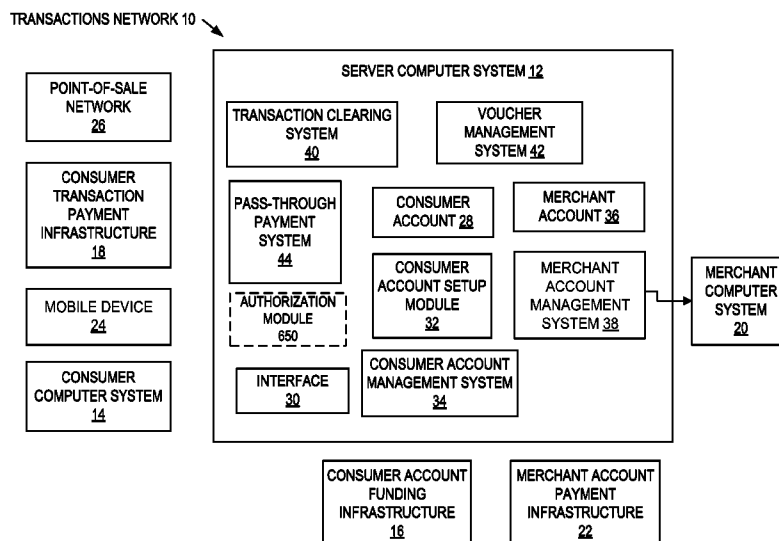 TRANSACTIONS NETWORK 10
SERVER COMPUTER SYSTEM 12
POINT-OF-SALE
NETWORK
26
CONSUMER
TRANSACTION
PAYMENT
INFRASTRUCTURE
18
MOBILE DEVICE
24
CONSUMER
COMPUTER SYSTEM
14
TRANSACTION CLEARING
SYSTEM
40
VOUCHER
MANAGEMENT
SYSTEM 42
PASS-THROUGH
PAYMENT
SYSTEM
44
CONSUMER
ACCOUNT 28
MERCHANT
ACCOUNT 36
AUTHORIZATION
MODULE
650
CONSUMER
ACCOUNT SETUP
MODULE
32
MERCHANT
ACCOUNT
MANAGEMENT
SYSTEM 38
INTERFACE
30
CONSUMER ACCOUNT
MANAGEMENT SYSTEM
34
MERCHANT
COMPUTER
SYSTEM
20
CONSUMER ACCOUNT
FUNDING
INFRASTRUCTURE
16
MERCHANT ACCOUNT
PAYMENT
INFRASTRUCTURE
22